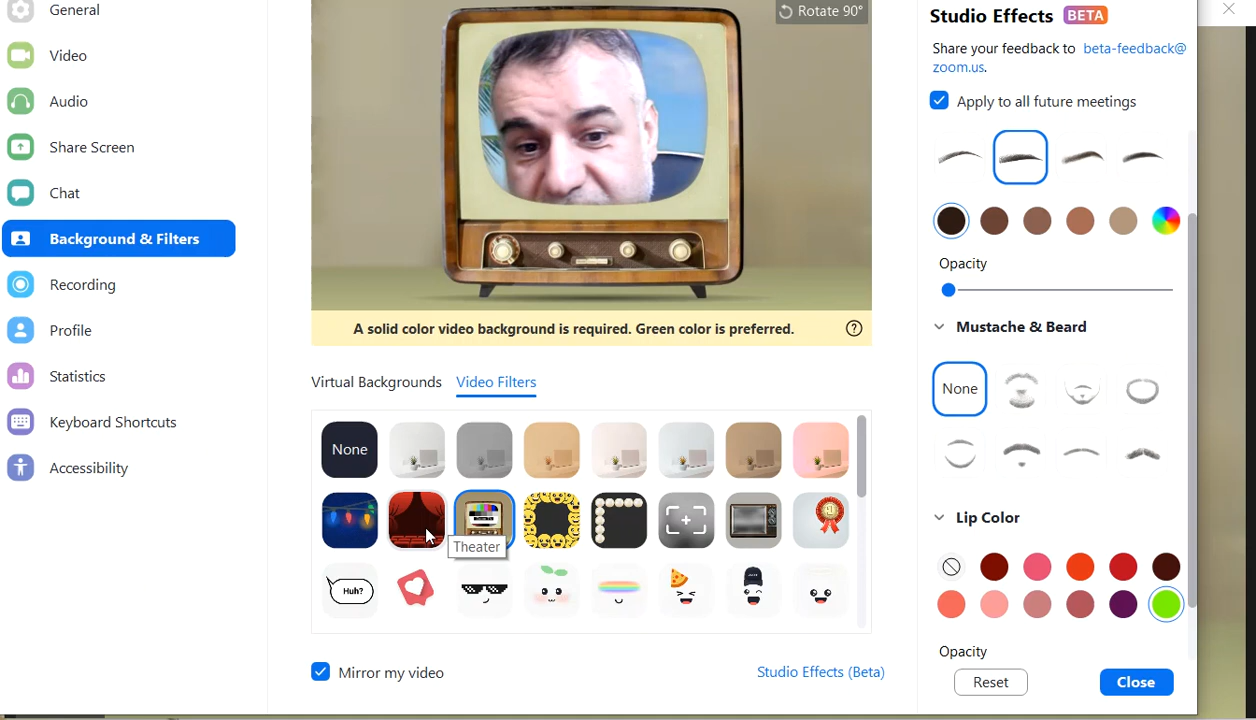 General
Video
Audio
Share Screen
Chat
Background & Filters
Recording
Profile
Statistics
Keyboard Shortcuts
Accessibility
Rotate 90°
A solid color video background is required. Green color is preferred.
Virtual Backgrounds
Video Filters
None
Theater
Huh?
Mirror my video
Studio Effects (Beta)
Studio Effects BETA
Share your feedback to beta-feedback@
zoom.us.
Apply to all future meetings
Opacity
Mustache & Beard
None
Lip Color
Opacity
Reset
Close